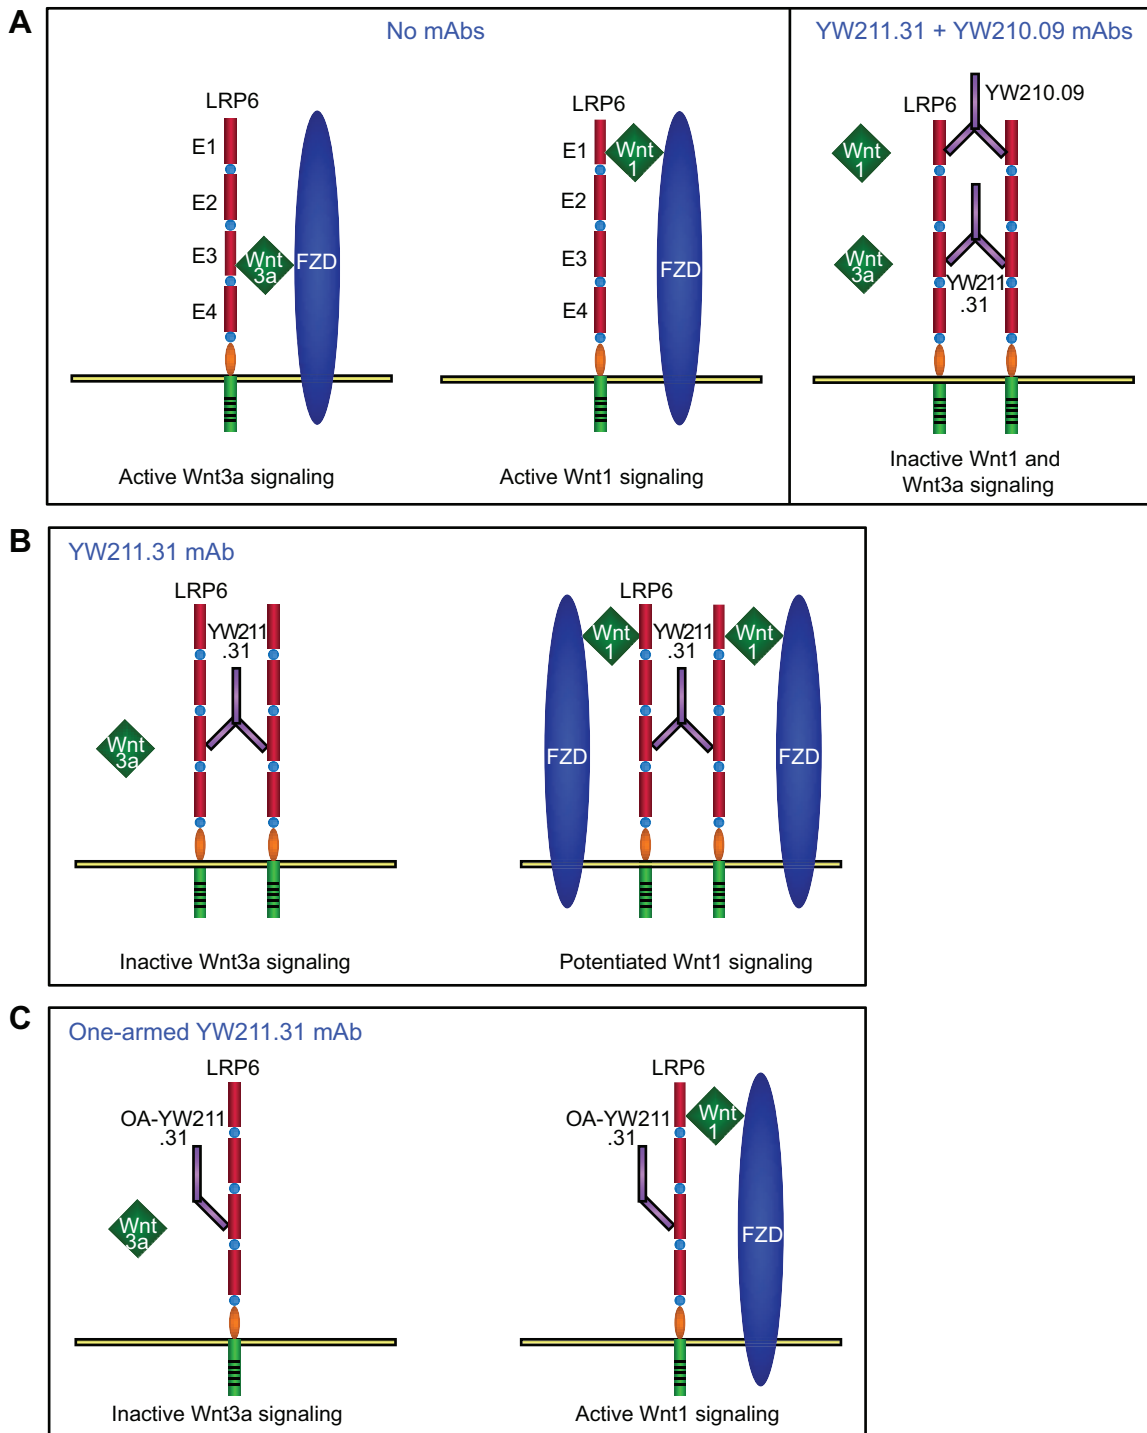 A
No mAbs
YW211.31 + YW210.09 mAbs
LRP6
E1
E2
E3
E4
Wnt
3a
FZD
Active Wnt3a signaling
LRP6
E1
E2
E3
E4
Wnt
1
FZD
Active Wnt1 signaling
YW210.09
LRP6
Wnt
1
Wnt
3a
YW211
.31
Inactive Wnt1 and
Wnt3a signaling
B
YW211.31 mAb
LRP6
YW211
.31
Wnt
3a
Inactive Wnt3a signaling
LRP6
Wnt
1
YW211
.31
Wnt
1
FZD
FZD
Potentiated Wnt1 signaling
C
One-armed YW211.31 mAb
LRP6
OA-YW211
.31
Wnt
3a
Inactive Wnt3a signaling
LRP6
OA-YW211
.31
Wnt
1
FZD
Active Wnt1 signaling